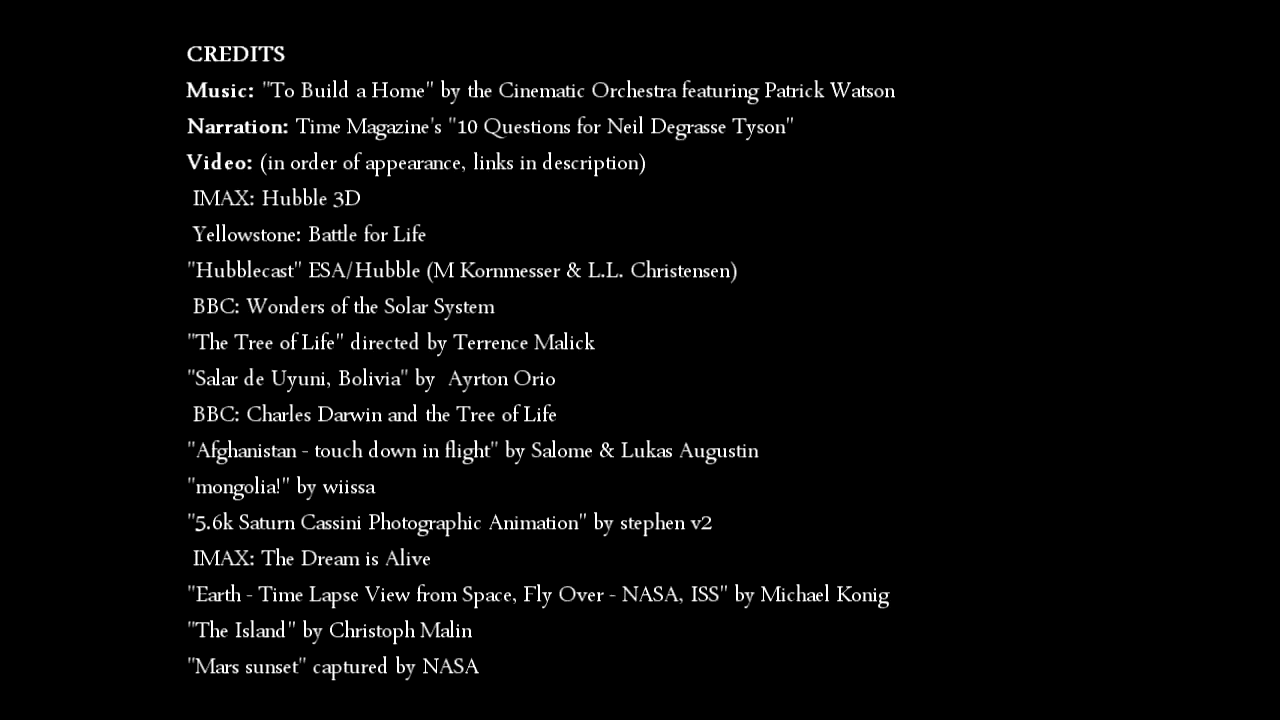 CREDITS
Music: "To Build a Home" by the Cinematic Orchestra featuring Patrick Watson
Narration: Time Magazine's "10 Questions for Neil Degrasse Tyson"
Video: (in order of appearance, links in description)
IMAX: Hubble 3D
Yellowstone: Battle for Life
"Hubblecast" ESA/Hubble (M Kornmesser & L.L. Christensen)
BBC: Wonders of the Solar System
"The Tree of Life" directed by Terrence Malick
"Salar de Uyuni, Bolivia" by  Ayrton Orio
BBC: Charles Darwin and the Tree of Life
"Afghanistan - touch down in flight" by Salome & Lukas Augustin
"mongolia!" by wiissa
"5.6k Saturn Cassini Photographic Animation" by stephen v2
IMAX: The Dream is Alive
"Earth - Time Lapse View from Space, Fly Over - NASA, ISS" by Michael Konig
"The Island" by Christoph Malin
"Mars sunset" captured by NASA